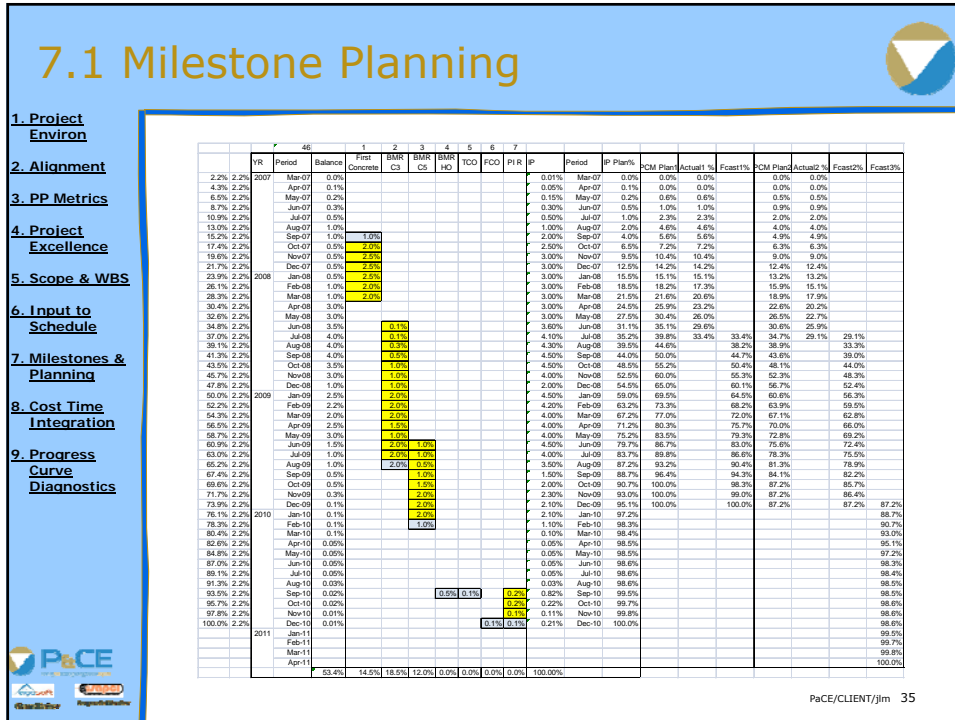 7.1 Milestone Planning
1. Project
Environ
2. Alignment
3. PP Metrics
4. Project
Excellence
5. Scope & WBS
6. Input to
Schedule
7. Milestones &
Planning
8. Cost Time
Integration
9. Progress
Curve
Diagnostics
46 1 2 3 4 5 6 7
YR Period Balance First Concrete BMR C3 BMR C5 BMR HO TCO FCO PI R IP Period IP Plan% PCM Plan1 Actual1 % Fcast1% PCM Plan2 Actual2 % Fcast2% Fcast3%
2.2% 2.2% 2007 Mar-07 0.0% 0.01% Mar-07 0.0% 0.0% 0.0% 0.0% 0.0%
4.3% 2.2% Apr-07 0.1% 0.05% Apr-07 0.1% 0.0% 0.0% 0.0% 0.0%
6.5% 2.2% May-07 0.2% 0.15% May-07 0.2% 0.6% 0.6% 0.5% 0.5%
8.7% 2.2% Jun-07 0.3% 0.30% Jun-07 0.5% 1.0% 1.0% 0.9% 0.9%
10.9% 2.2% Jul-07 0.5% 0.50% Jul-07 1.0% 2.3% 2.3% 2.0% 2.0%
13.0% 2.2% Aug-07 1.0% 1.00% Aug-07 2.0% 4.6% 4.6% 4.0% 4.0%
15.2% 2.2% Sep-07 1.0% 1.0% 2.00% Sep-07 4.0% 5.6% 5.6% 4.9% 4.9%
17.4% 2.2% Oct-07 0.5% 2.0% 2.50% Oct-07 6.5% 7.2% 7.2% 6.3% 6.3%
19.6% 2.2% Nov-07 0.5% 2.5% 3.00% Nov-07 9.5% 10.4% 10.4% 9.0% 9.0%
21.7% 2.2% Dec-07 0.5% 2.5% 3.00% Dec-07 12.5% 14.2% 14.2% 12.4% 12.4%
23.9% 2.2% 2008 Jan-08 0.5% 2.5% 3.00% Jan-08 15.5% 15.1% 15.1% 13.2% 13.2%
26.1% 2.2% Feb-08 1.0% 2.0% 3.00% Feb-08 18.5% 18.2% 17.3% 15.9% 15.1%
28.3% 2.2% Mar-08 1.0% 2.0% 3.00% Mar-08 21.5% 21.6% 20.6% 18.9% 17.9%
30.4% 2.2% Apr-08 3.0% 3.09% Apr-08 24.5% 25.9% 23.2% 22.6% 20.2%
32.6% 2.2% May-08 3.0% 3.00% May-08 27.5% 30.4% 26.0% 26.5% 22.7%
34.8% 2.2% Jun-08 3.5% 0.1% 3.60% Jun-08 31.1% 35.1% 29.6% 30.6% 25.9%
37.0% 2.2% Jul-08 4.0% 0.1% 4.10% Jul-08 35.2% 39.8% 33.4% 33.4% 34.7% 29.1% 29.1%
39.1% 2.2% Aug-08 4.0% 0.3% 4.30% Aug-08 39.5% 44.6% 38.2% 38.9% 33.3%
41.3% 2.2% Sep-08 4.0% 0.5% 4.50% Sep-08 44.0% 50.0% 44.7% 43.6% 39.0%
43.5% 2.2% Oct-08 3.5% 1.0% 4.50% Oct-08 48.5% 55.2% 50.4% 48.1% 44.0%
45.7% 2.2% Nov-08 3.0% 1.0% 4.00% Nov-08 52.5% 60.0% 55.3% 52.3% 48.3%
47.8% 2.2% Dec-08 1.0% 1.0% 2.00% Dec-08 54.5% 65.0% 60.1% 56.7% 52.4%
50.0% 2.2% 2009 Jan-09 2.5% 2.0% 4.50% Jan-09 59.0% 69.5% 64.5% 60.6% 56.3%
52.2% 2.2% Feb-09 2.2% 2.0% 4.20% Feb-09 63.2% 73.3% 68.2% 63.9% 59.5%
54.3% 2.2% Mar-09 2.0% 2.0% 4.00% Mar-09 67.2% 77.0% 72.0% 67.1% 62.8%
56.5% 2.2% Apr-09 2.5% 1.5% 4.00% Apr-09 71.2% 80.3% 75.7% 70.0% 66.0%
58.7% 2.2% May-09 3.0% 1.0% 4.00% May-09 75.2% 83.5% 79.3% 72.8% 69.2%
60.9% 2.2% Jun-09 1.5% 2.0% 1.0% 4.50% Jun-09 79.7% 86.7% 83.0% 75.6% 72.4%
63.0% 2.2% Jul-09 1.0% 2.0% 1.0% 4.00% Jul-09 83.7% 89.8% 86.6% 78.3% 75.5%
65.2% 2.2% Aug-09 1.0% 2.0% 0.5% 3.50% Aug-09 87.2% 93.2% 90.4% 81.3% 78.9%
67.4% 2.2% Sep-09 0.5% 1.0% 1.50% Sep-09 88.7% 96.4% 94.3% 84.1% 82.2%
69.6% 2.2% Oct-09 0.5% 1.5% 2.00% Oct-09 90.7% 100.0% 98.3% 87.2% 85.7%
71.7% 2.2% Nov-09 0.3% 2.0% 2.30% Nov-09 93.0% 100.0% 99.0% 87.2% 86.4%
73.9% 2.2% Dec-09 0.1% 2.0% 2.10% Dec-09 95.1% 100.0% 100.0% 87.2% 87.2% 87.2%
76.1% 2.2% 2010 Jan-10 0.1% 2.0% 2.10% Jan-10 97.2% 88.7%
78.3% 2.2% Feb-10 0.1% 1.0% 1.10% Feb-10 98.3% 90.7%
80.4% 2.2% Mar-10 0.1% 0.10% Mar-10 98.4% 93.0%
82.6% 2.2% Apr-10 0.05% 0.05% Apr-10 98.5% 95.1%
84.8% 2.2% May-10 0.05% 0.05% May-10 98.5% 97.2%
87.0% 2.2% Jun-10 0.05% 0.05% Jun-10 98.6% 98.3%
89.1% 2.2% Jul-10 0.05% 0.05% Jul-10 98.6% 98.4%
91.3% 2.2% Aug-10 0.03% 0.03% Aug-10 98.6% 98.5%
93.5% 2.2% Sep-10 0.02% 0.5% 0.1% 0.2% 0.82% Sep-10 99.5% 98.5%
95.7% 2.2% Oct-10 0.02% 0.2% 0.22% Oct-10 99.7% 98.6%
97.8% 2.2% Nov-10 0.01% 0.1% 0.11% Nov-10 99.8% 98.6%
100.0% 2.2% Dec-10 0.01% 0.1% 0.1% 0.21% Dec-10 100.0% 98.6%
2011 Jan-11 99.5%
Feb-11 99.7%
Mar-11 99.8%
Apr-11 100.0%
53.4% 14.5% 18.5% 12.0% 0.0% 0.0% 0.0% 0.0% 100.00%
PaCE
PaCE/CLIENT/jlm 35